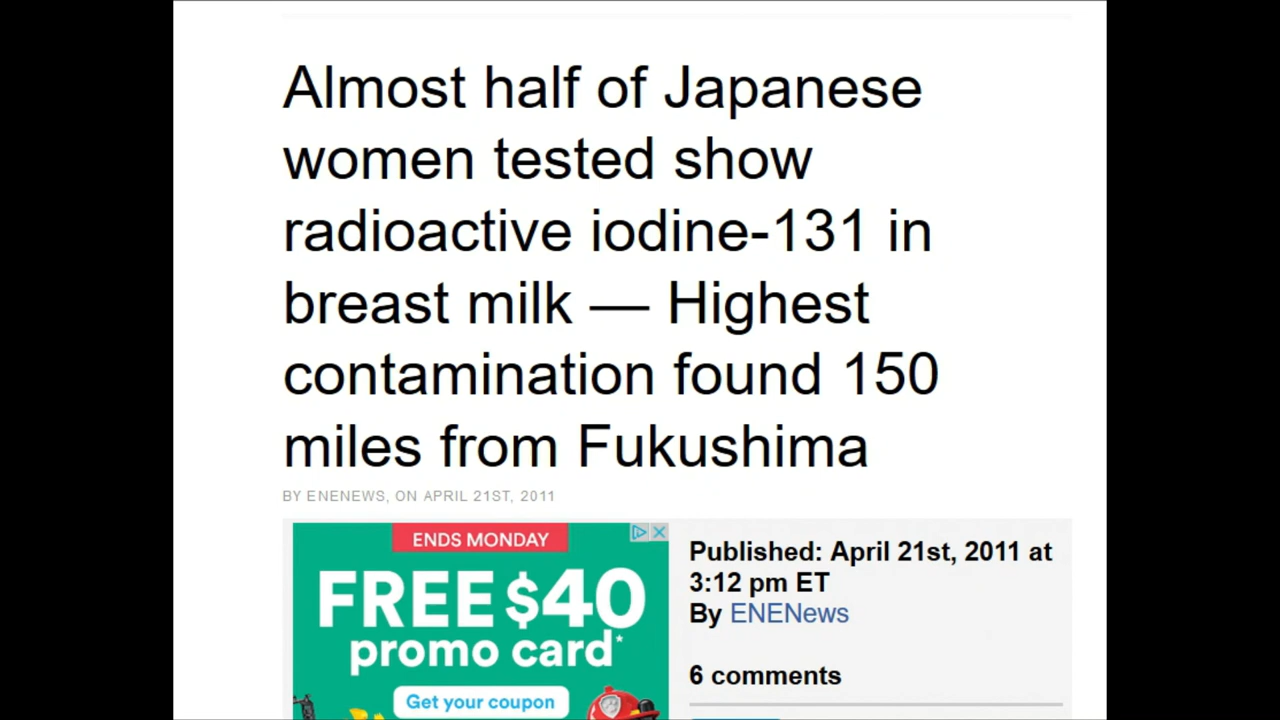 Almost half of Japanese
women tested show
radioactive iodine-131 in
breast milk — Highest
contamination found 150
miles from Fukushima
BY ENENEWS, ON APRIL 21ST, 2011
ENDS MONDAY
FREE $40
promo card*
Get your coupon
Published: April 21st, 2011 at
3:12 pm ET
By ENENews
6 comments